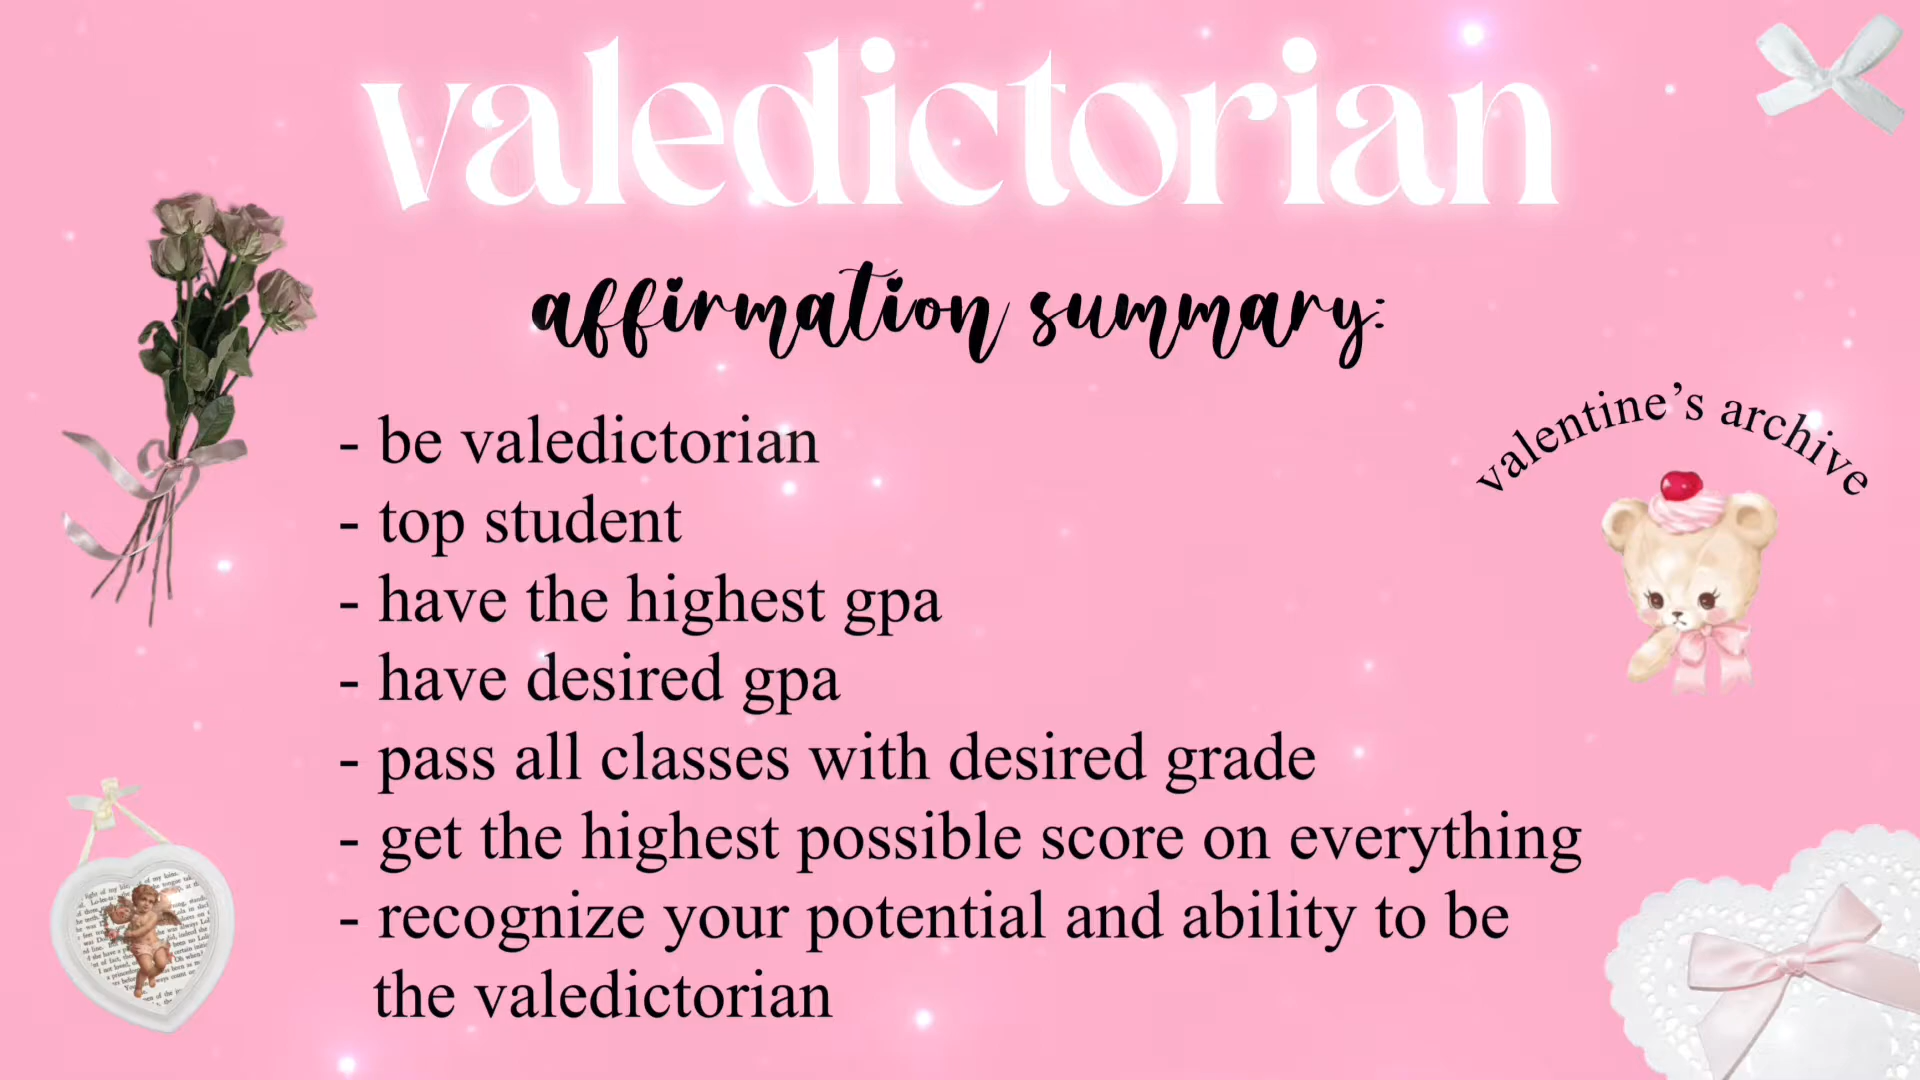 valedictorian
affirmation summary:
valentine's archive
- be valedictorian
- top student
- have the highest gpa
- have desired gpa
- pass all classes with desired grade
- get the highest possible score on everything
- recognize your potential and ability to be
the valedictorian